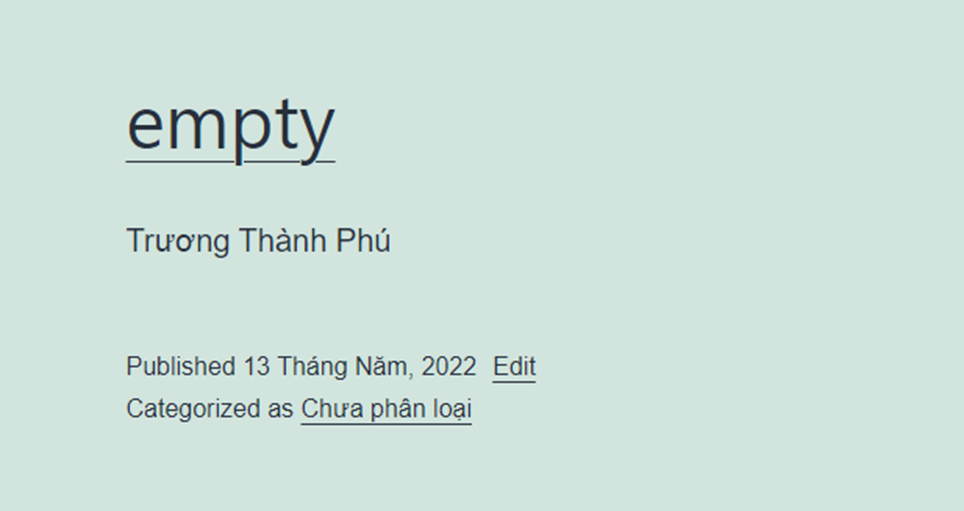 empty
Trương Thành Phú
Published 13 Tháng Năm, 2022 Edit
Categorized as Chưa phân loại